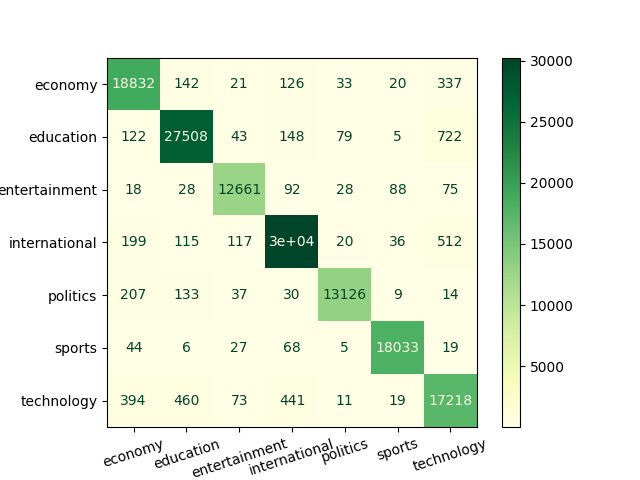 economy 18832 142 21 126 33 20 337
education 122 27508 43 148 79 5 722
entertainment 18 28 12661 92 28 88 75
international 199 115 117 3e+04 20 36 512
politics 207 133 37 30 13126 9 14
sports 44 6 27 68 5 18033 19
technology 394 460 73 441 11 19 17218
economy education entertainment international politics sports technology
30000
25000
20000
15000
10000
5000